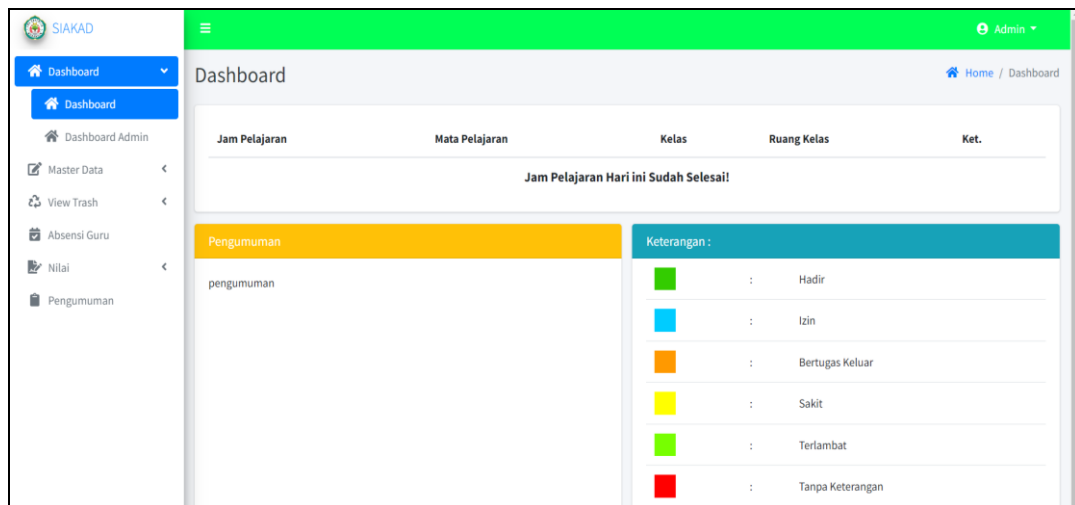 SIAKAD
Admin
Dashboard
Dashboard
Dashboard Admin
Master Data
View Trash
Absensi Guru
Nilai
Pengumuman
Dashboard
Home / Dashboard
Jam Pelajaran Mata Pelajaran Kelas Ruang Kelas Ket.
Jam Pelajaran Hari ini Sudah Selesai!
Pengumuman
pengumuman
Keterangan :
: Hadir
: Izin
: Bertugas Keluar
: Sakit
: Terlambat
: Tanpa Keterangan